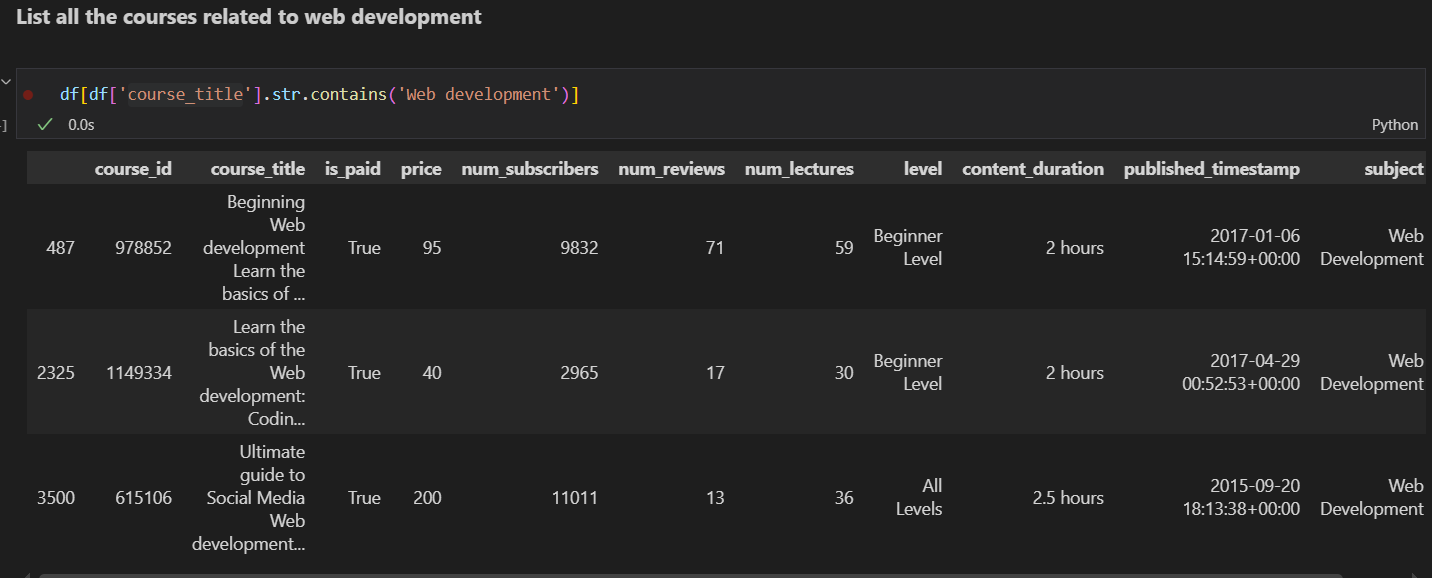 List all the courses related to web development
df[df['course_title'].str.contains('Web development')]
]
0.0s
Python
course_id course_title is_paid price num_subscribers num_reviews num_lectures level content_duration published_timestamp subject
487 978852 Beginning Web development Learn the basics of ... True 95 9832 71 59 Beginner Level 2 hours 2017-01-06 15:14:59+00:00 Web Development
2325 1149334 Learn the basics of the Web development: Codin... True 40 2965 17 30 Beginner Level 2 hours 2017-04-29 00:52:53+00:00 Web Development
3500 615106 Ultimate guide to Social Media Web development... True 200 11011 13 36 All Levels 2.5 hours 2015-09-20 18:13:38+00:00 Web Development